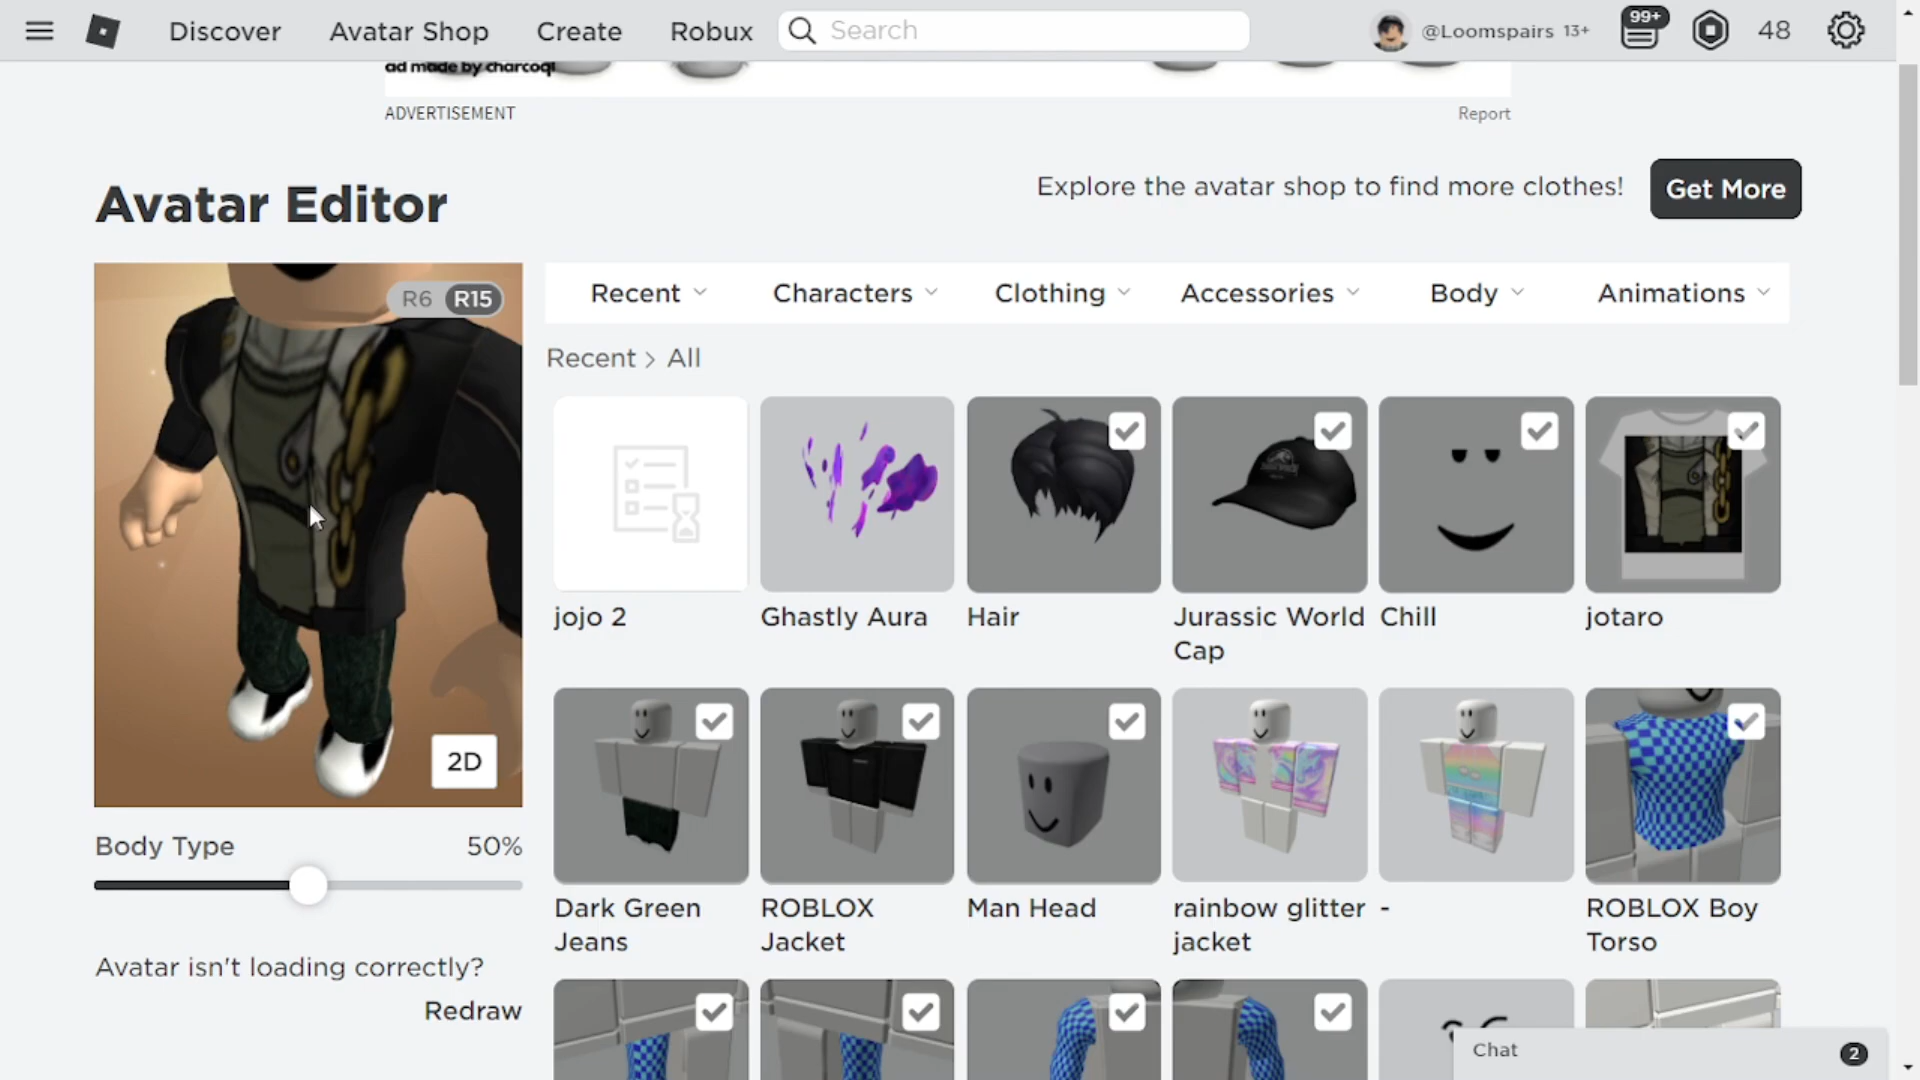 Discover
Avatar Shop
Create
Robux
Search
@Loomspairs 13+
99+
48
ad made by charcoql
ADVERTISEMENT
Report
Avatar Editor
Explore the avatar shop to find more clothes!
Get More
R6 R15
Recent
Characters
Clothing
Accessories
Body
Animations
Recent > All
jojo 2
Ghastly Aura
Hair
Jurassic World
Cap
Chill
jotaro
2D
Body Type
50%
Dark Green
Jeans
ROBLOX
Jacket
Man Head
rainbow glitter
jacket
-
ROBLOX Boy
Torso
Avatar isn't loading correctly?
Redraw
Chat
2